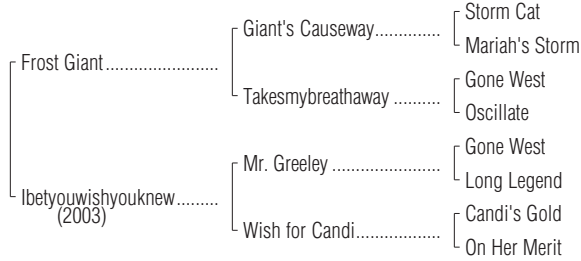 Storm Cat
Giant's Causeway..............
Mariah's Storm
Frost Giant........................
Gone West
Takesmybreathaway ..........
Oscillate
Gone West
Mr. Greeley .......................
Long Legend
Ibetyouwishyouknew.........
(2003)
Candi's Gold
Wish for Candi..................
On Her Merit